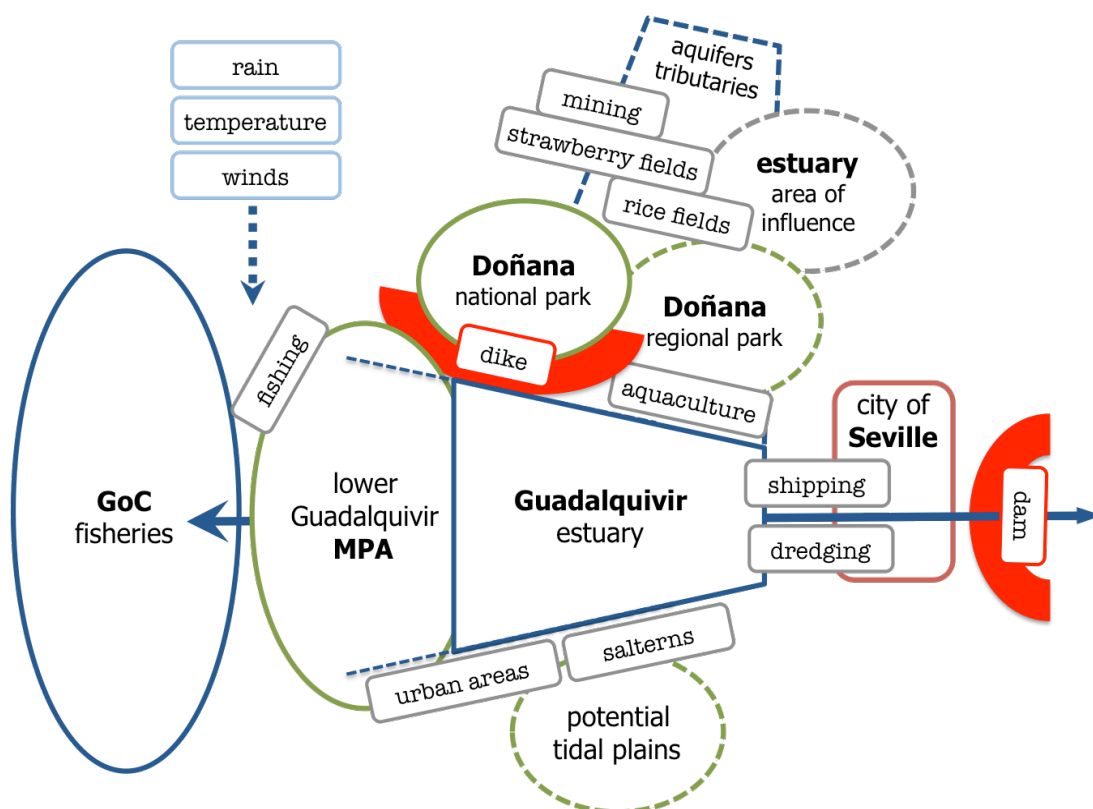 rain
temperature
winds
aquifers
tributaries
mining
strawberry fields
rice fields
estuary
area of
influence
Doñana
national park
Doñana
regional park
dike
fishing
aquaculture
city of
Seville
GoC
fisheries
lower
Guadalquivir
MPA
Guadalquivir
estuary
shipping
dredging
dam
urban areas
salterns
potential
tidal plains